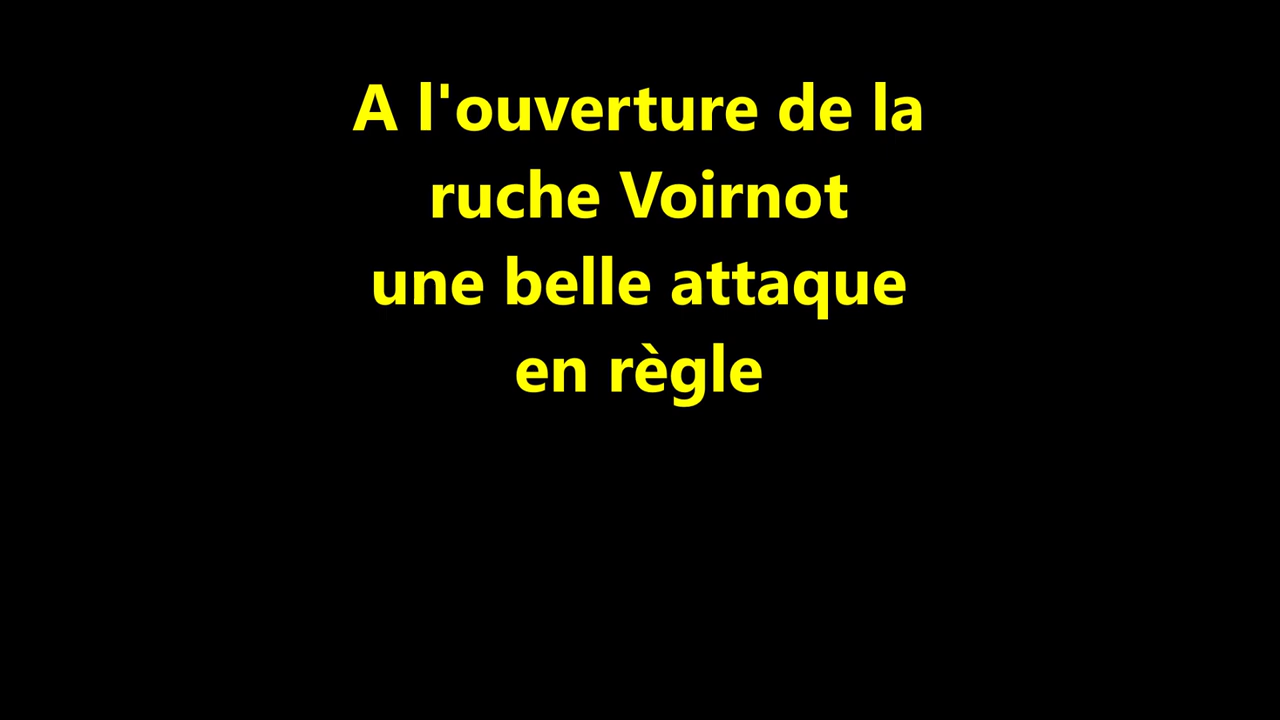 A l'ouverture de la
ruche Voirnot
une belle attaque
en règle